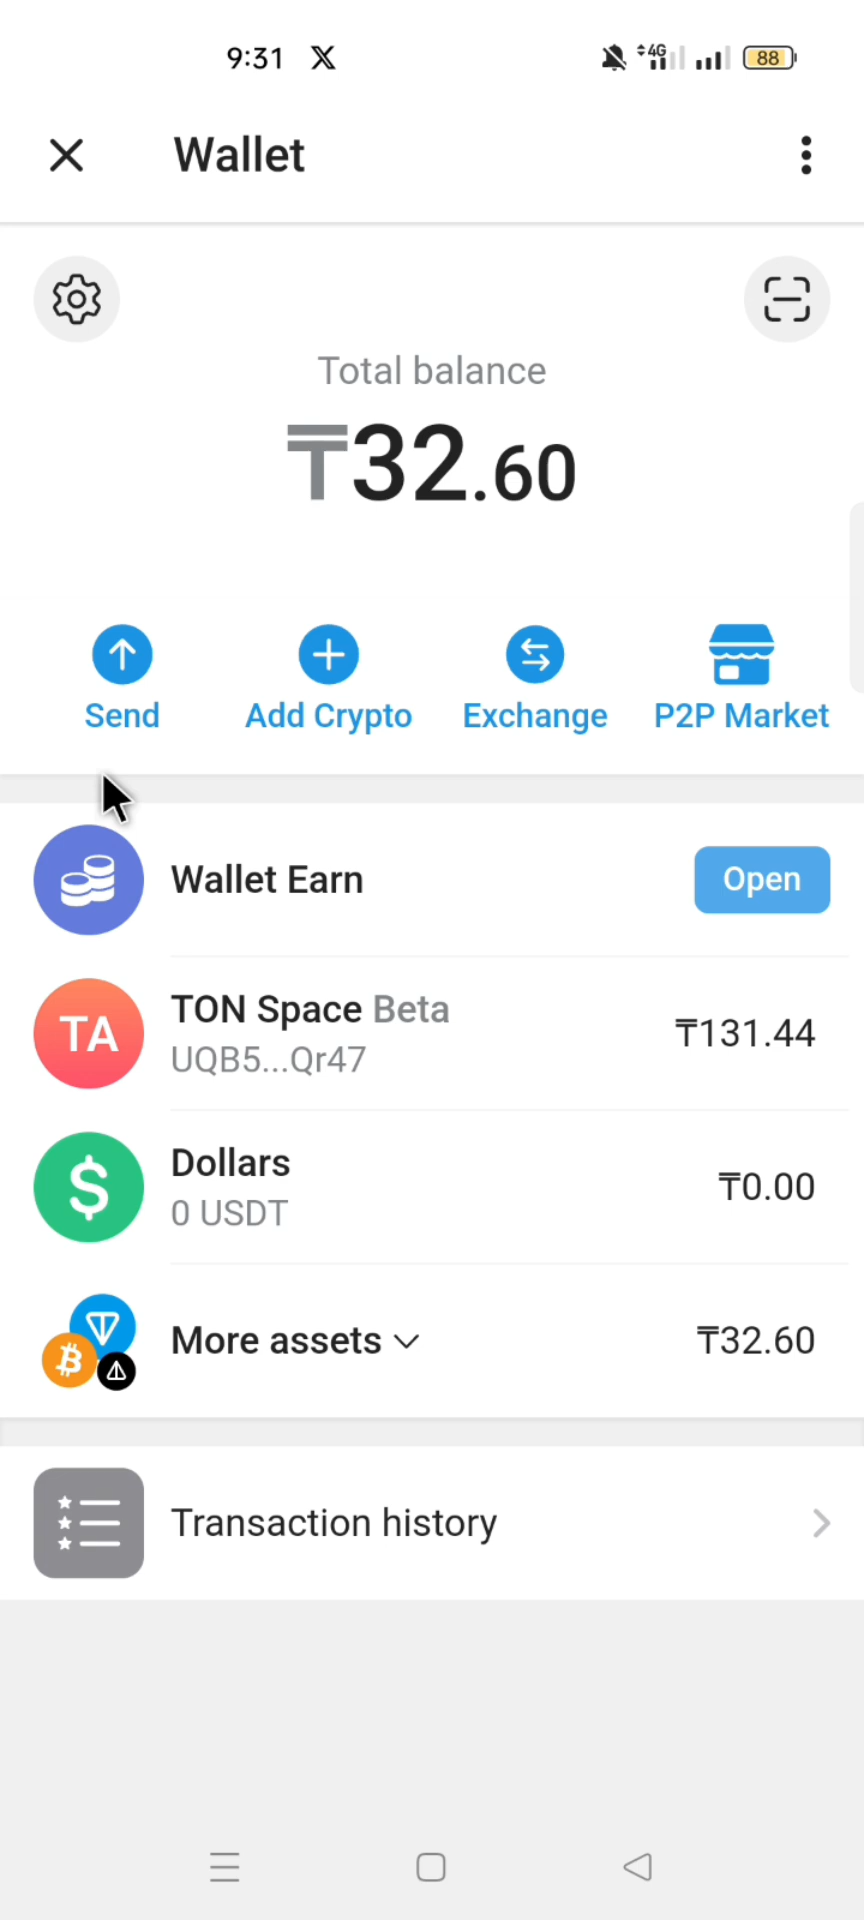 9:31 X 4G 88
Wallet
Total balance
₸32.60
Send Add Crypto Exchange P2P Market
Wallet Earn Open
TA TON Space Beta ₸131.44
UQB5...Qr47
$ Dollars ₸0.00
0 USDT
More assets ₸32.60
Transaction history